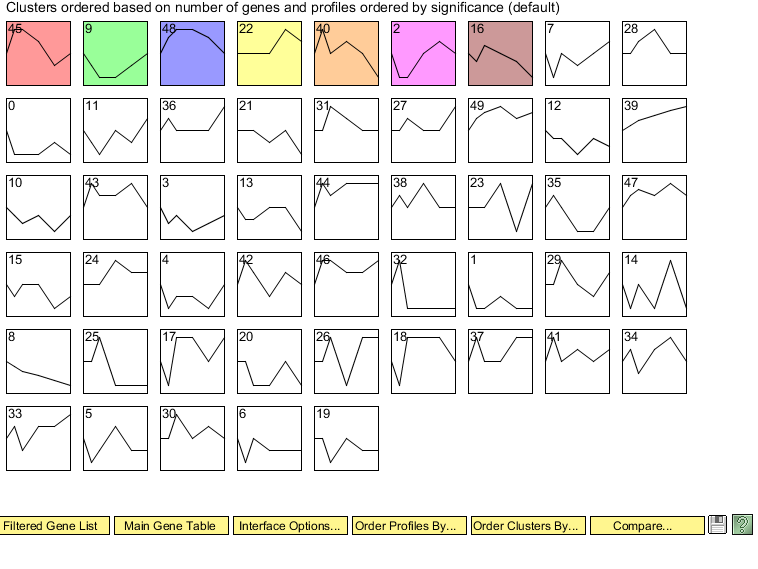 Clusters ordered based on number of genes and profiles ordered by significance (default)
45 9 48 22 40 2 16 7 28
0 11 36 21 31 27 49 12 39
10 43 3 13 44 38 23 35 47
15 24 4 42 46 32 1 29 14
8 25 17 20 26 18 37 41 34
33 5 30 6 19
Filtered Gene List Main Gene Table Interface Options... Order Profiles By... Order Clusters By... Compare... ?